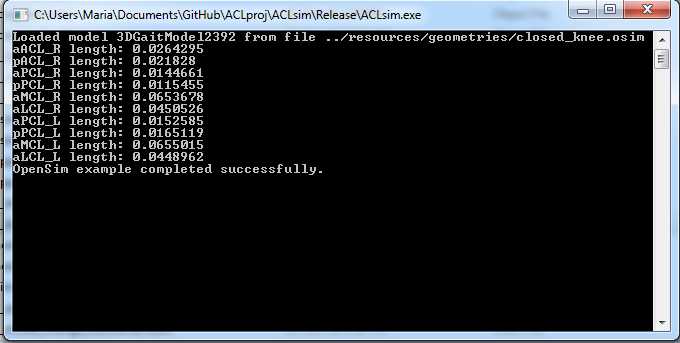 C:\Users\Maria\Documents\GitHub\ACLproj\ACLsim\Release\ACLsim.exe
Loaded model 3DGaitModel2392 from file ../resources/geometries/closed_knee.osim
aACL_R length: 0.0264295
pACL_R length: 0.021828
aPCL_R length: 0.0144661
pPCL_R length: 0.0115455
aMCL_R length: 0.0653678
aLCL_R length: 0.0450526
aPCL_L length: 0.0152585
pPCL_L length: 0.0165119
aMCL_L length: 0.0655015
aLCL_L length: 0.0448962
OpenSim example completed successfully.